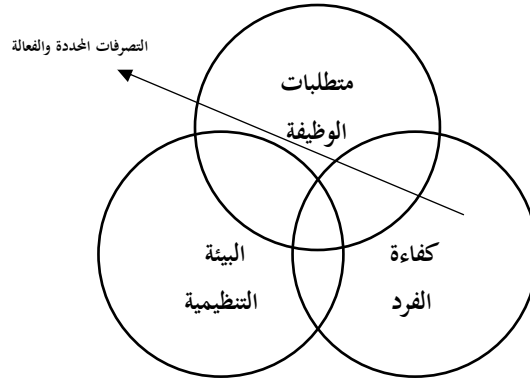 التصرفات المحددة والفعالة
متطلبات
الوظيفة
كفاءة
الفرد
البيئة
التنظيمية